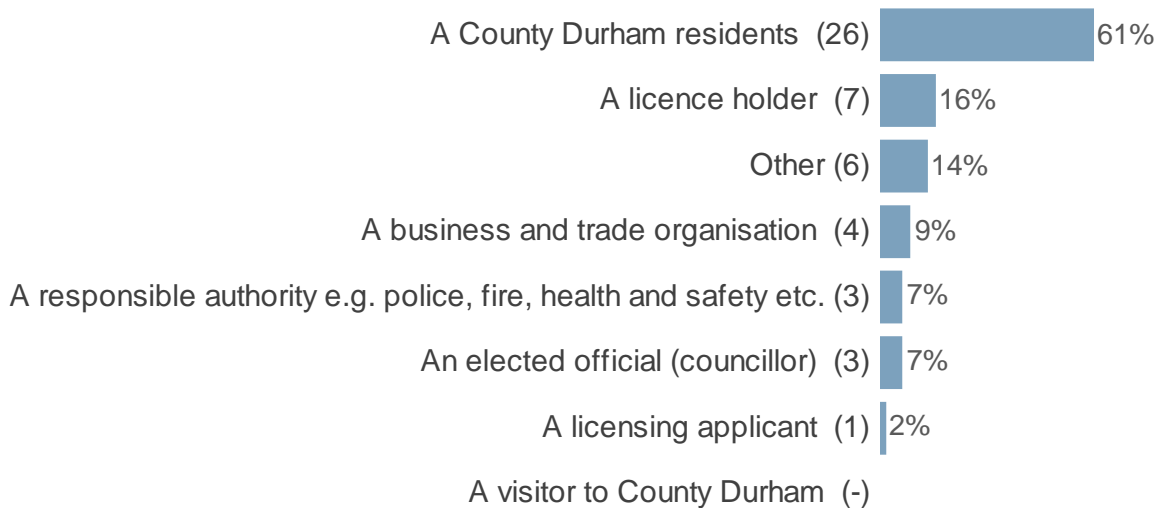 A County Durham residents (26) 61%
A licence holder (7) 16%
Other (6) 14%
A business and trade organisation (4) 9%
A responsible authority e.g. police, fire, health and safety etc. (3) 7%
An elected official (councillor) (3) 7%
A licensing applicant (1) 2%
A visitor to County Durham (-)